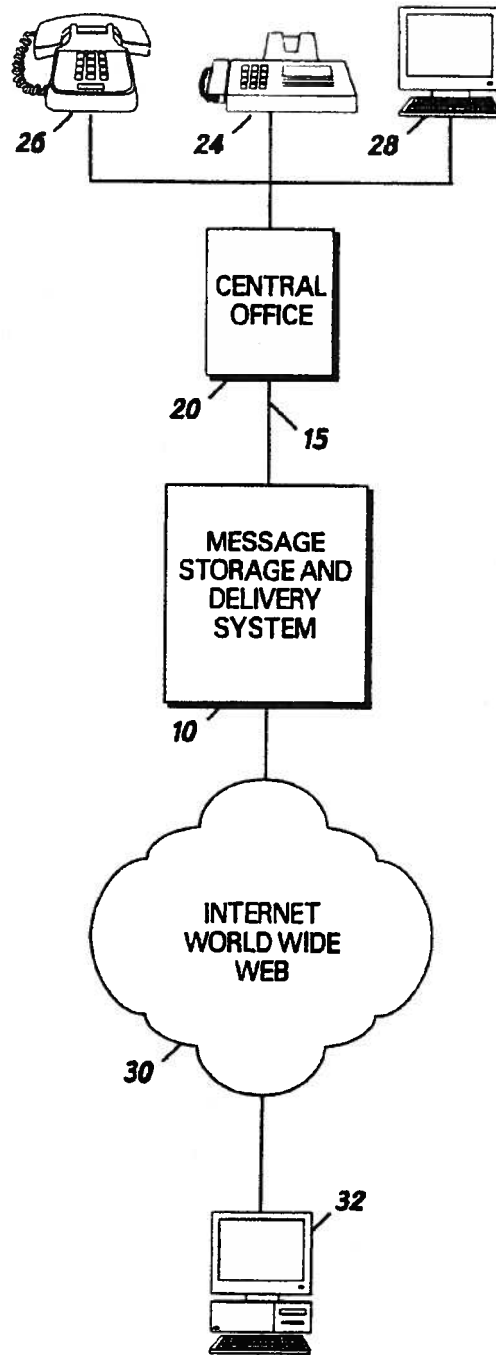 26
24
28
CENTRAL
OFFICE
20
15
MESSAGE
STORAGE AND
DELIVERY
SYSTEM
10
INTERNET
WORLD WIDE
WEB
30
32